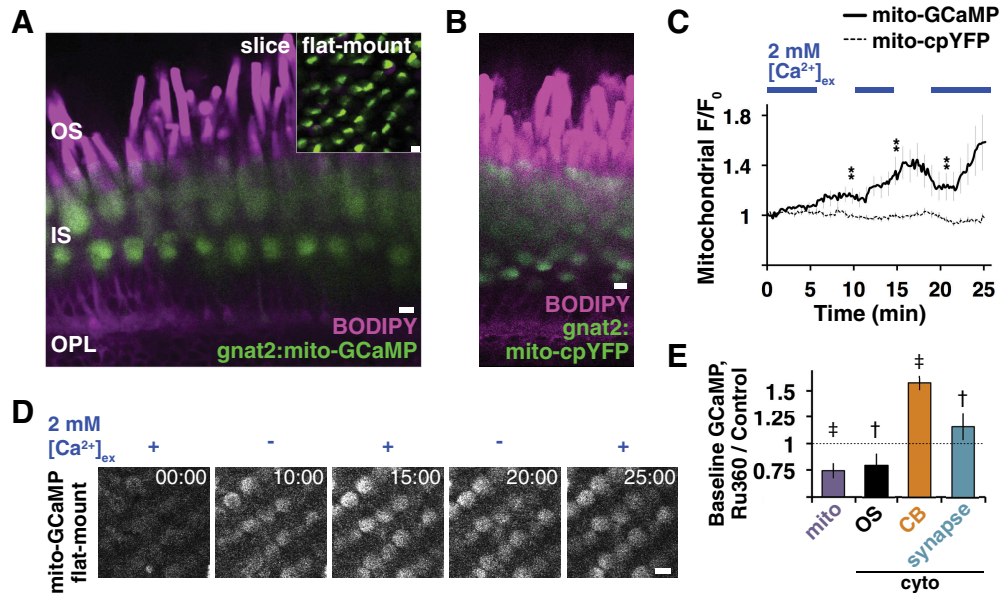 A
slice
flat-mount
OS
IS
OPL
BODIPY
gnat2:mito-GCaMP
B
BODIPY
gnat2:
mito-cpYFP
C
mito-GCaMP
mito-cpYFP
2 mM
[Ca²⁺]ex
Mitochondrial F/F₀
1.8
1.4
1
**
**
**
0 5 10 15 20 25
Time (min)
D
2 mM
[Ca²⁺]ex
+ - + - +
mito-GCaMP
flat-mount
00:00 10:00 15:00 20:00 25:00
E
Baseline GCaMP,
Ru360 / Control
1.5
1.25
1
0.75
‡ † ‡ †
mito OS CB synapse
cyto